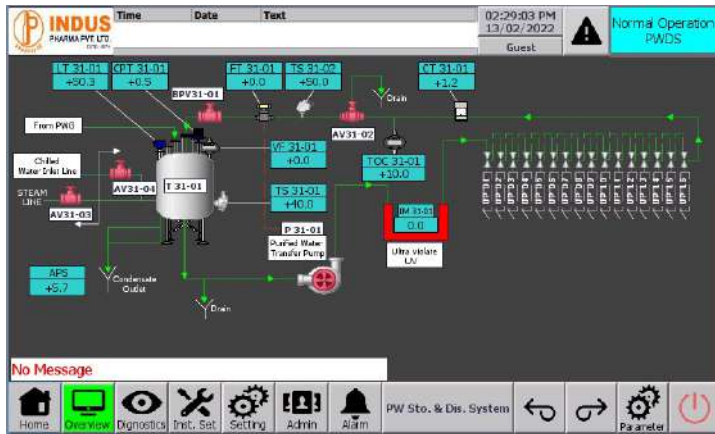 INDUS
PHARMA PVT. LTD.
Time Date Text
02:29:03 PM
13/02/2022
Guest
Normal Operation
PWDS
LT 31-01
+50.3
CPT 31-01
+0.5
FT 31-01
+0.0
TS 31-02
+50.0
CT 31-01
+1.2
BPV31-01
Drain
AV31-02
From PWG
VF 31-01
+0.0
TOC 31-01
+10.0
Chilled
Water Inlet Line
AV31-04
T 31-01
STEAM
LINE
AV31-03
TS 31-01
+40.0
IM 31-01
0.0
P 31-01
Purified Water
Transfer Pump
Ultra violate
UV
APS
+5.7
Condensate
Outlet
Drain
No Message
Home
Overview
Dignostics
Inst. Set
Setting
Admin
Alarm
PW Sto. & Dis. System
Parameter